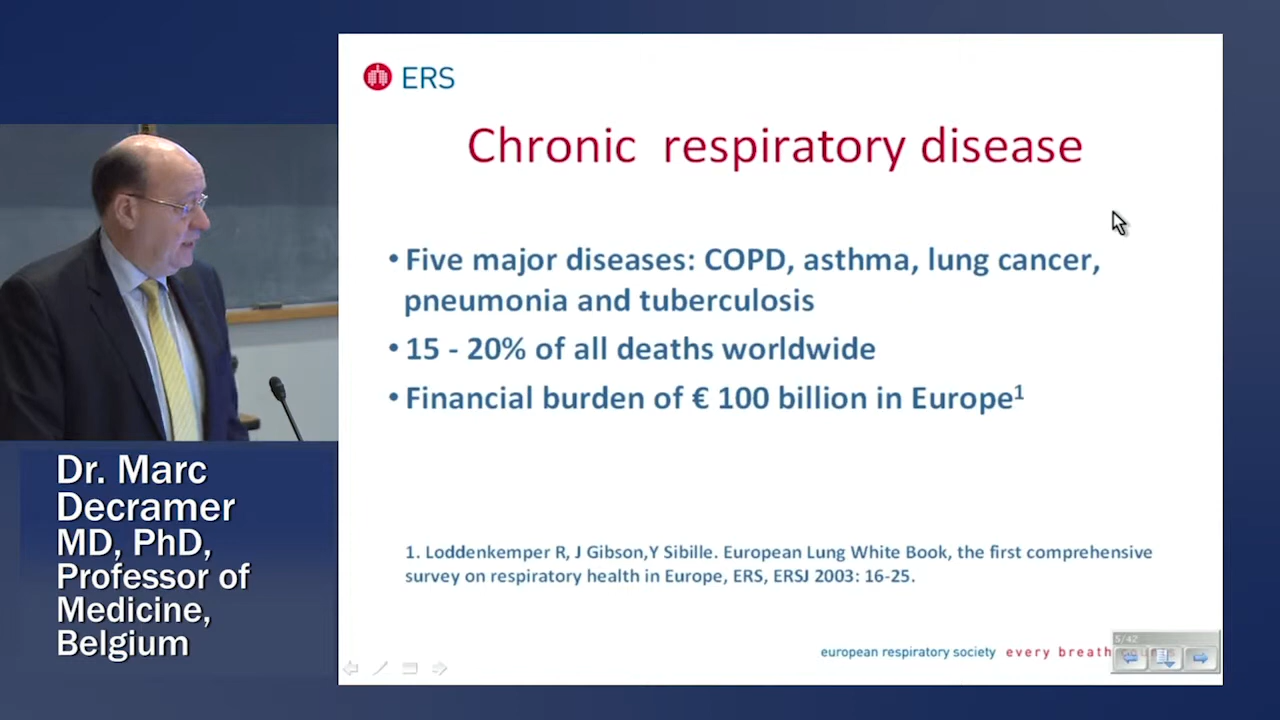 ERS
Chronic respiratory disease
• Five major diseases: COPD, asthma, lung cancer,
pneumonia and tuberculosis
• 15 - 20% of all deaths worldwide
• Financial burden of € 100 billion in Europe1
1. Loddenkemper R, J Gibson,Y Sibille. European Lung White Book, the first comprehensive
survey on respiratory health in Europe, ERS, ERSJ 2003: 16-25.
european respiratory society every breath
5/42
Dr. Marc
Decramer
MD, PhD,
Professor of
Medicine,
Belgium